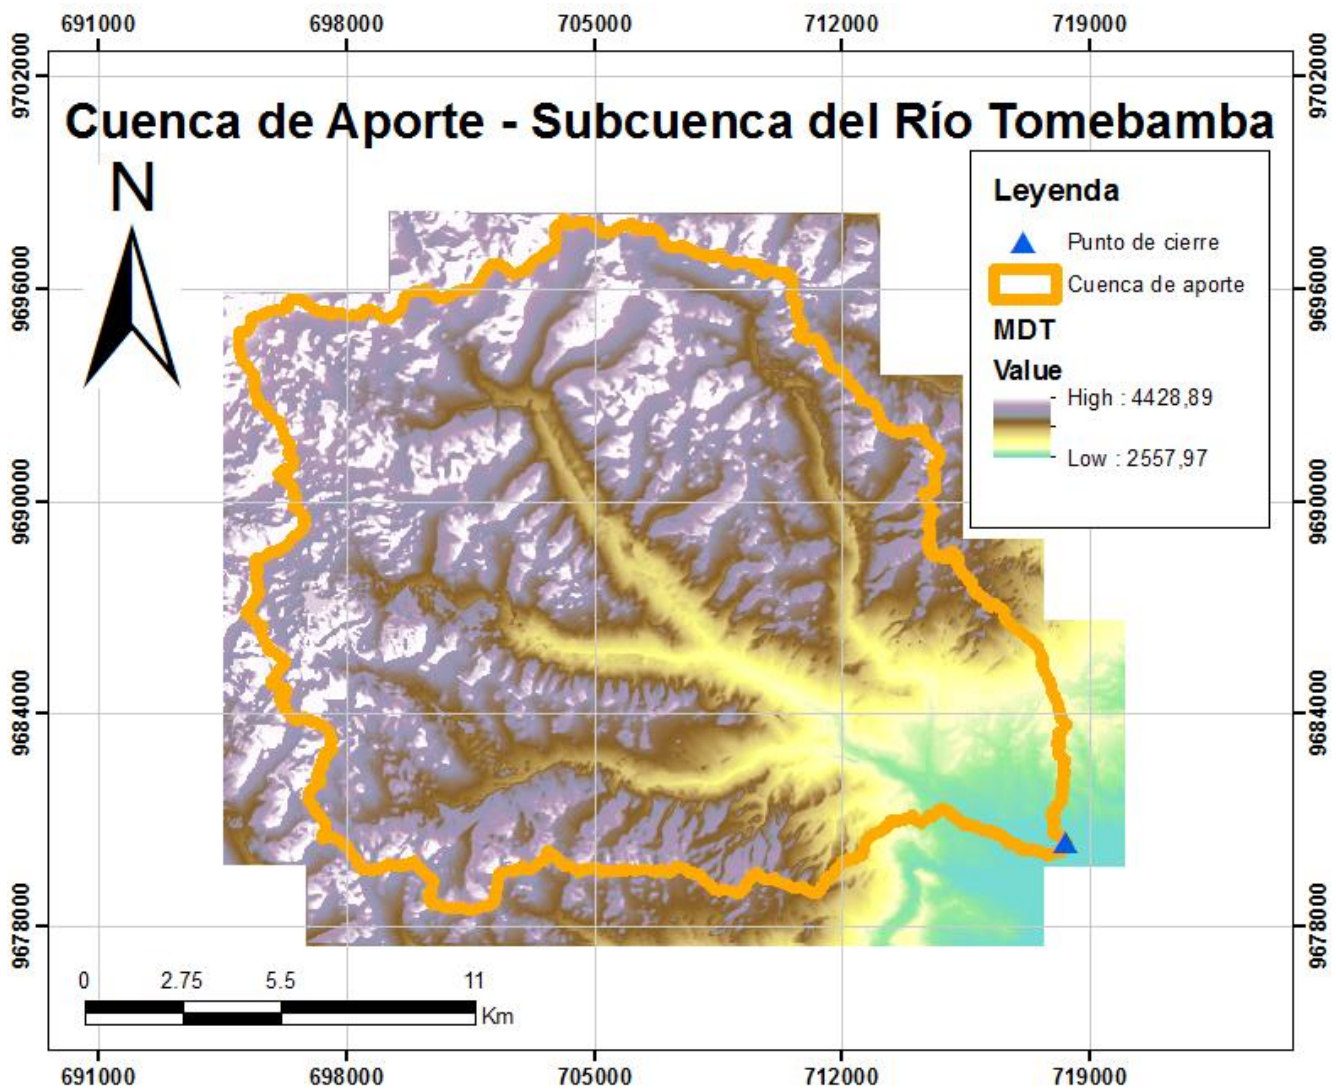 691000 698000 705000 712000 719000
9702000 9702000
Cuenca de Aporte - Subcuenca del Río Tomebamba
N
Leyenda
Punto de cierre
Cuenca de aporte
MDT
Value
High : 4428,89
Low : 2557,97
9696000 9696000
9690000 9690000
9684000 9684000
9678000 9678000
0 2.75 5.5 11
Km
691000 698000 705000 712000 719000